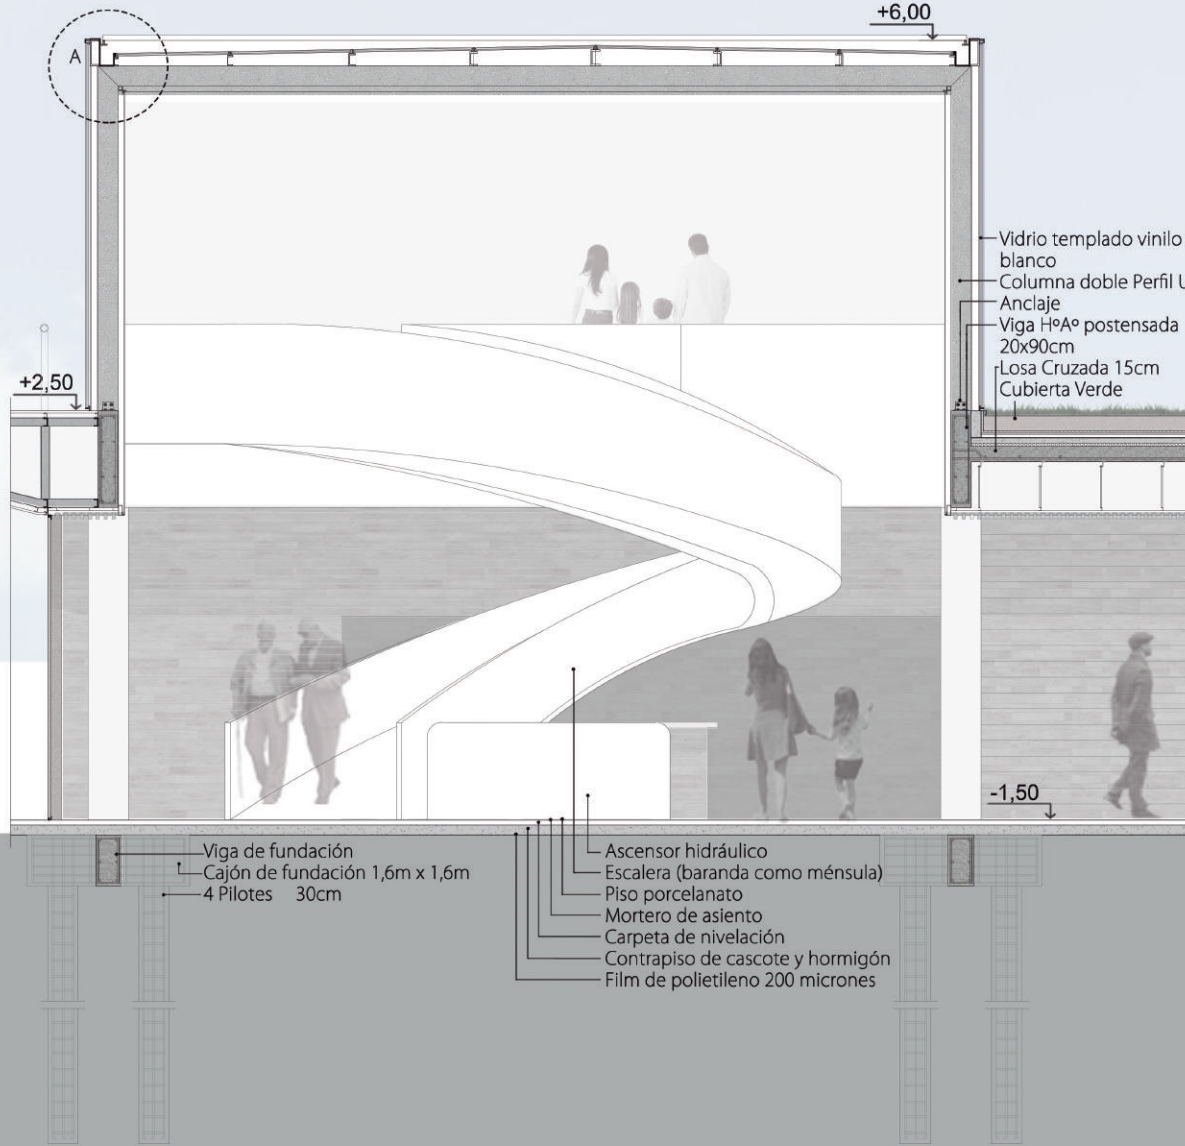 +6,00
A
Vidrio templado vinilo
blanco
Columna doble Perfil U
Anclaje
Viga HºAº postensada
20x90cm
Losa Cruzada 15cm
Cubierta Verde
+2,50
-1,50
Viga de fundación
Cajón de fundación 1,6m x 1,6m
4 Pilotes 30cm
Ascensor hidráulico
Escalera (baranda como ménsula)
Piso porcelanato
Mortero de asiento
Carpeta de nivelación
Contrapiso de cascote y hormigón
Film de polietileno 200 micrones